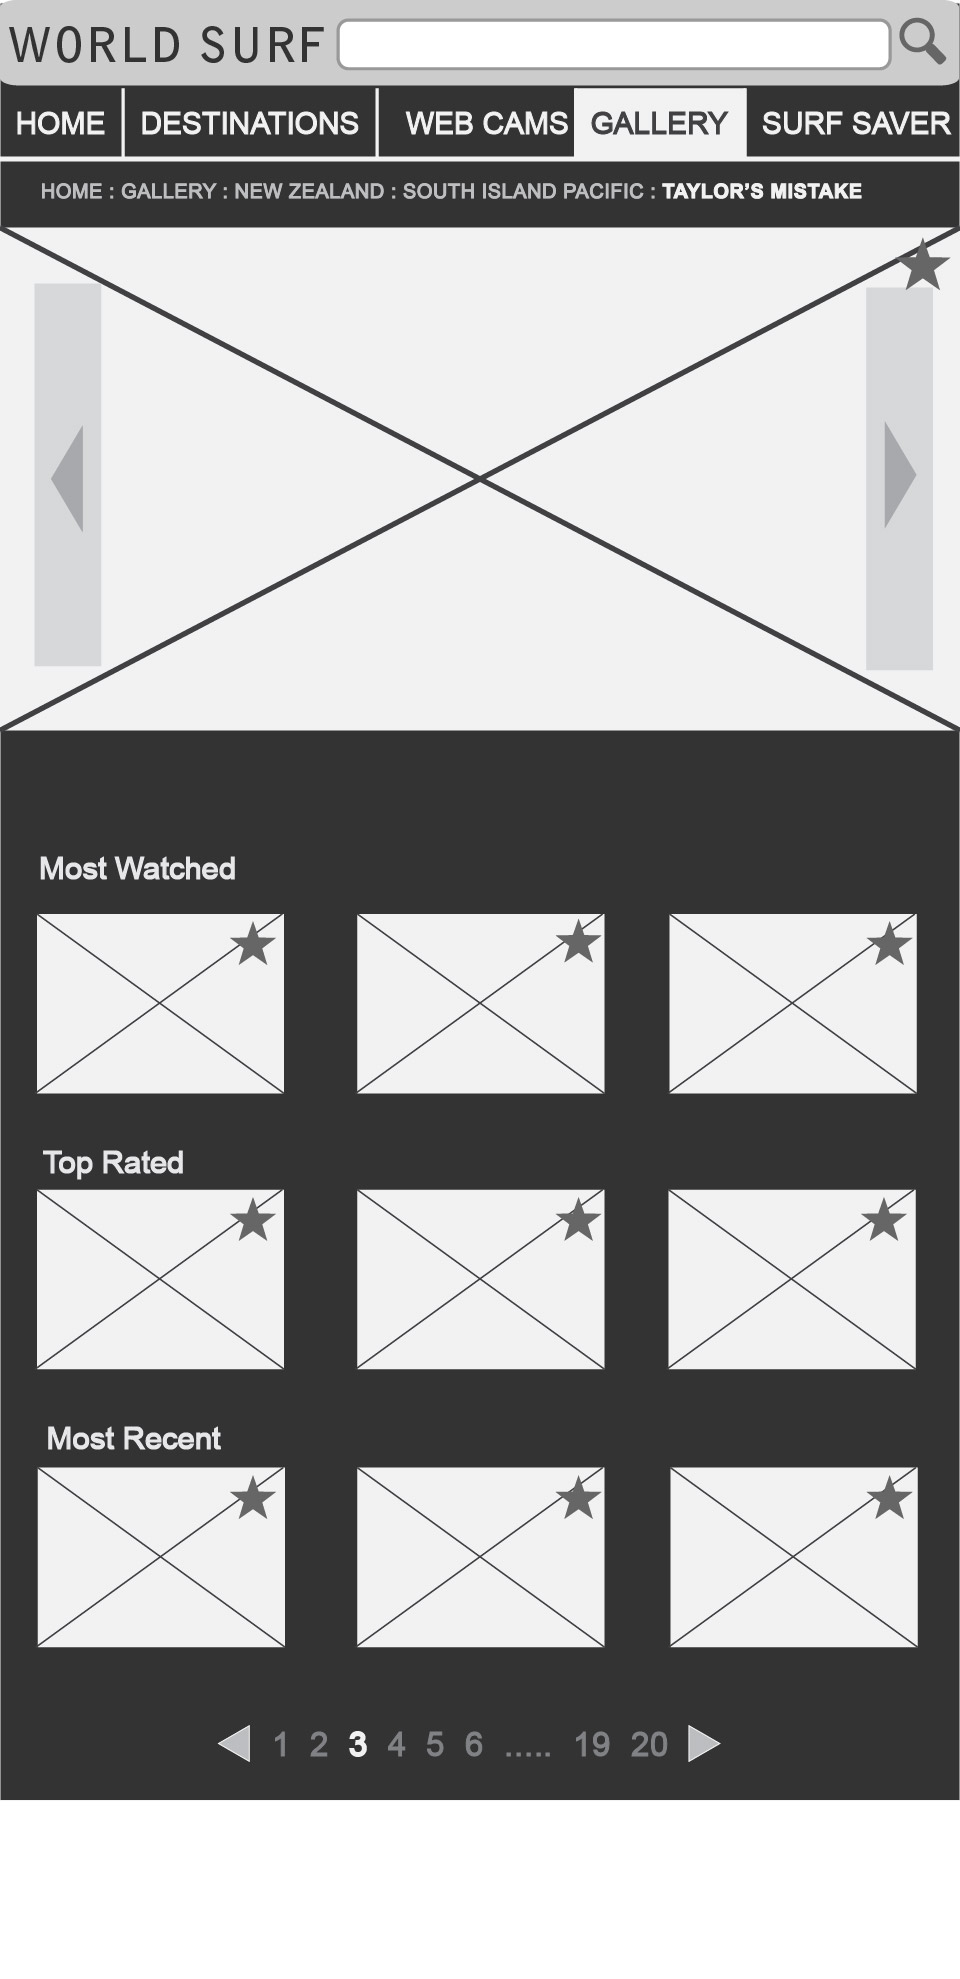 WORLD SURF
HOME DESTINATIONS WEB CAMS GALLERY SURF SAVER
HOME : GALLERY : NEW ZEALAND : SOUTH ISLAND PACIFIC : TAYLOR’S MISTAKE
Most Watched
Top Rated
Most Recent
1 2 3 4 5 6 ..... 19 20